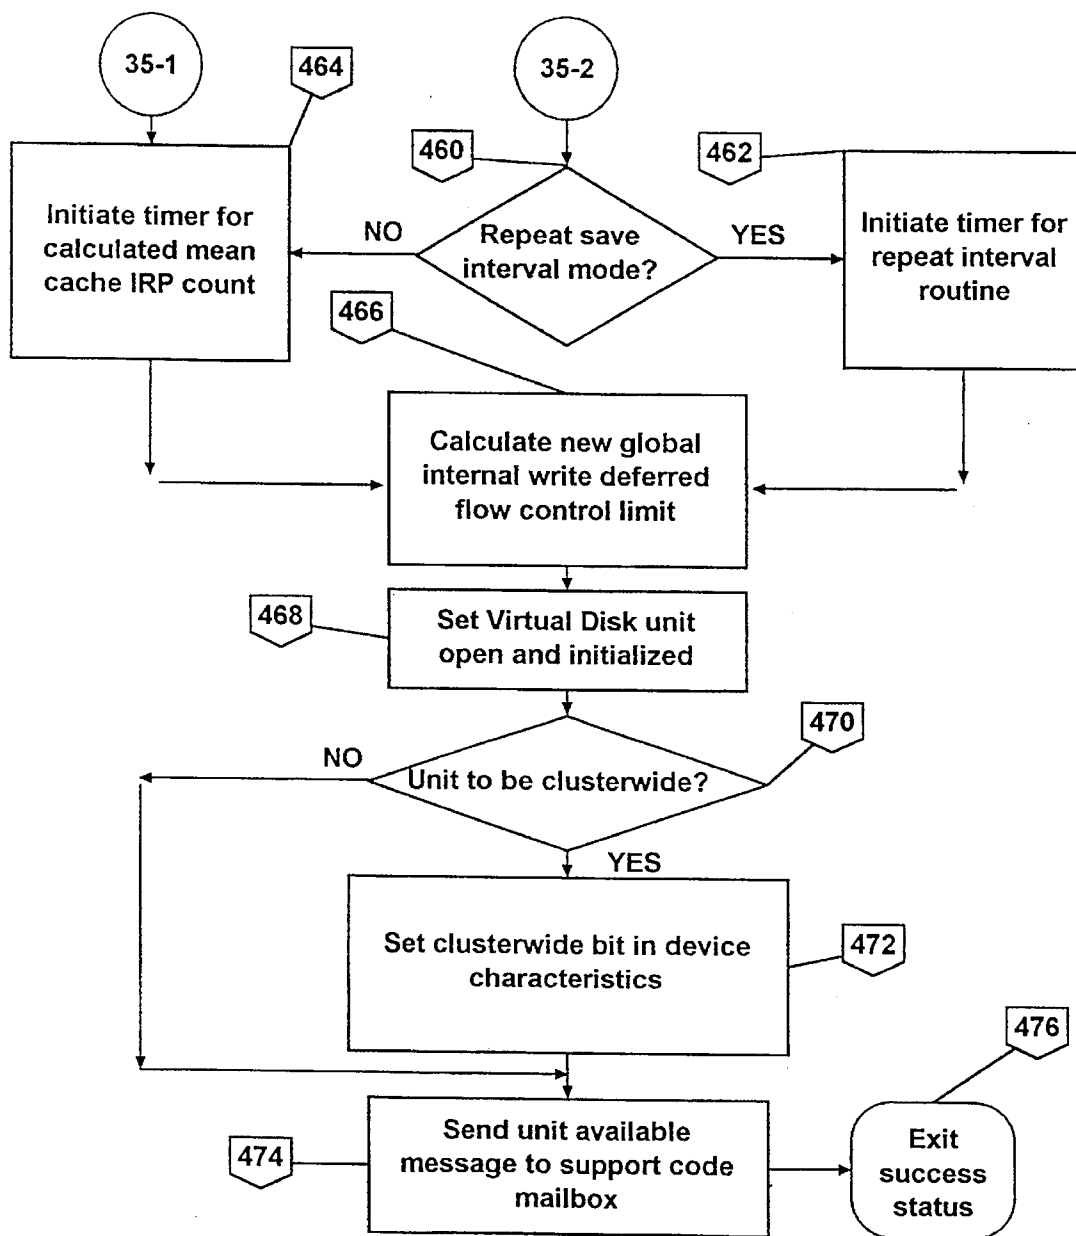 35-1
464
35-2
460
462
Initiate timer for
calculated mean
cache IRP count
NO
Repeat save
interval mode?
YES
Initiate timer for
repeat interval
routine
466
Calculate new global
internal write deferred
flow control limit
468
Set Virtual Disk unit
open and initialized
470
NO
Unit to be clusterwide?
YES
Set clusterwide bit in device
characteristics
472
476
474
Send unit available
message to support code
mailbox
Exit
success
status